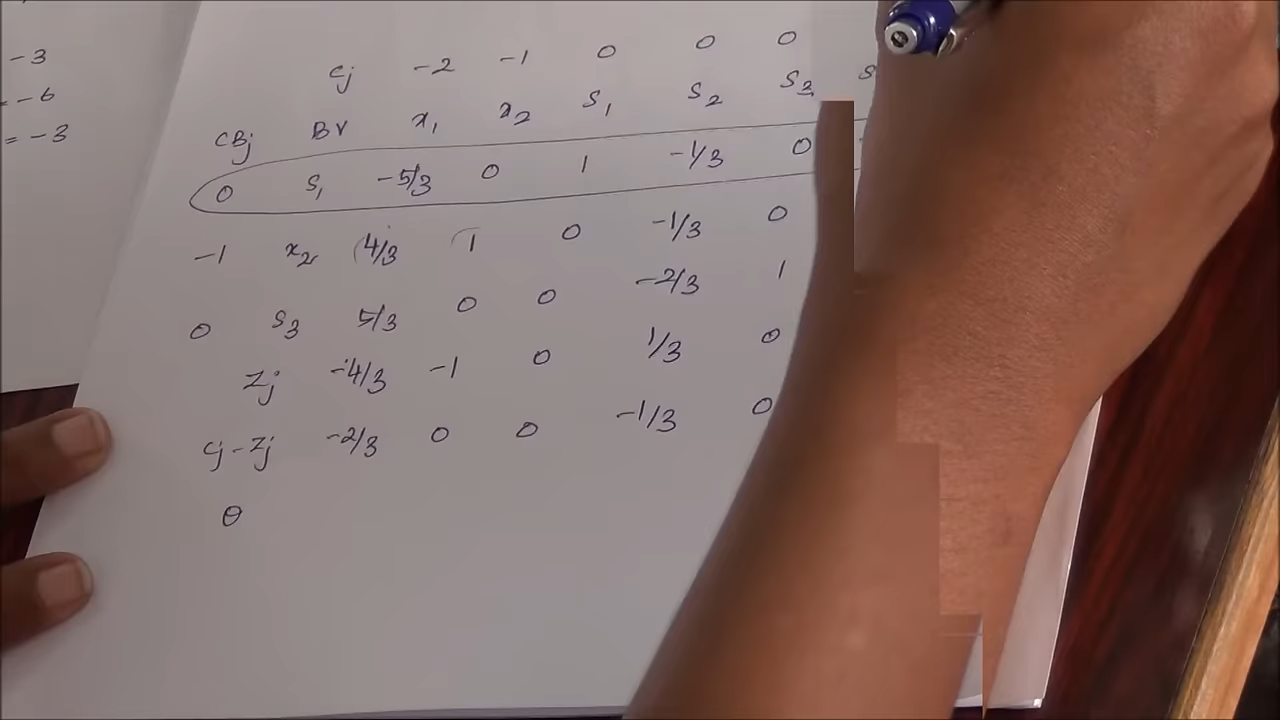 -3
= -6
= -3
Cj -2 -1 0 0 0
CBj BV x1 x2 S1 S2 S3 S
0 S1 -5/3 0 1 -1/3 0
-1 x2 4/3 1 0 -1/3 0
0 S3 5/3 0 0 -2/3 1
Zj -4/3 -1 0 1/3 0
Cj - Zj -2/3 0 0 -1/3 0
θ